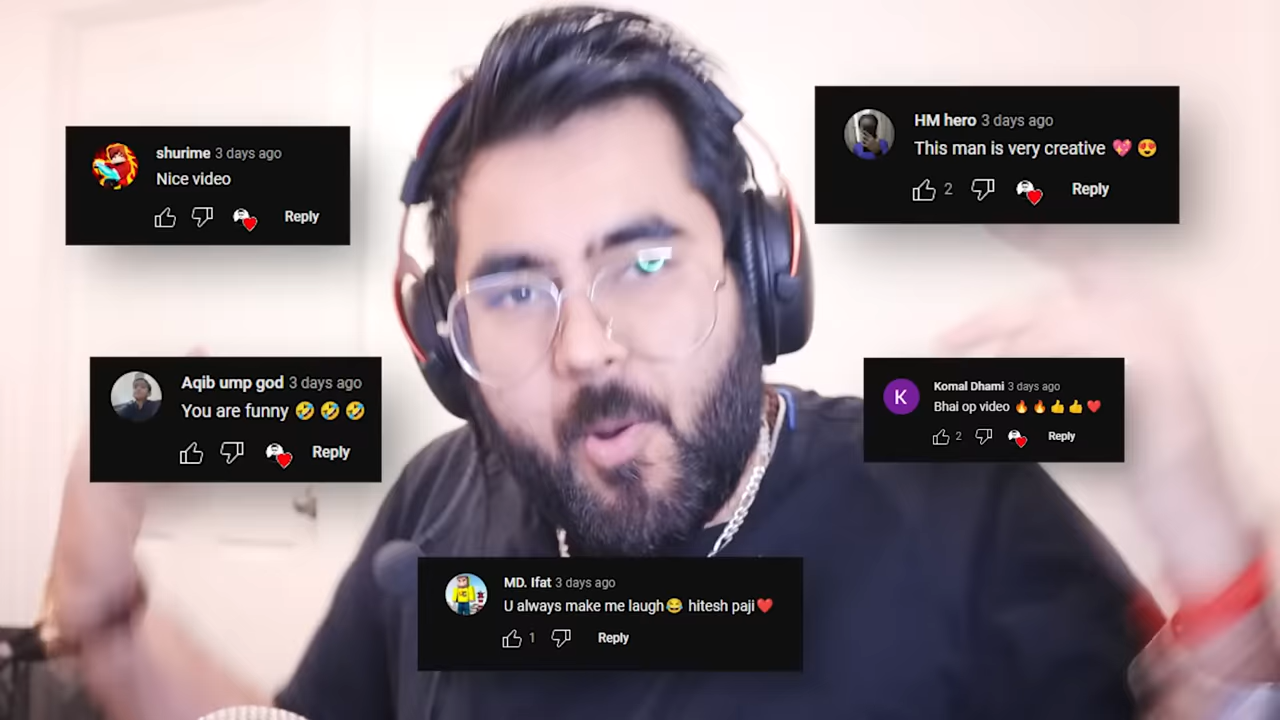 shurime 3 days ago
Nice video
Reply
HM hero 3 days ago
This man is very creative 💖 😍
2 Reply
Aqib ump god 3 days ago
You are funny 🤣 🤣 🤣
Reply
Komal Dhami 3 days ago
K
Bhai op video 🔥 🔥 👍 👍 ❤️
2 Reply
MD. Ifat 3 days ago
U always make me laugh😂 hitesh paji❤️
1 Reply